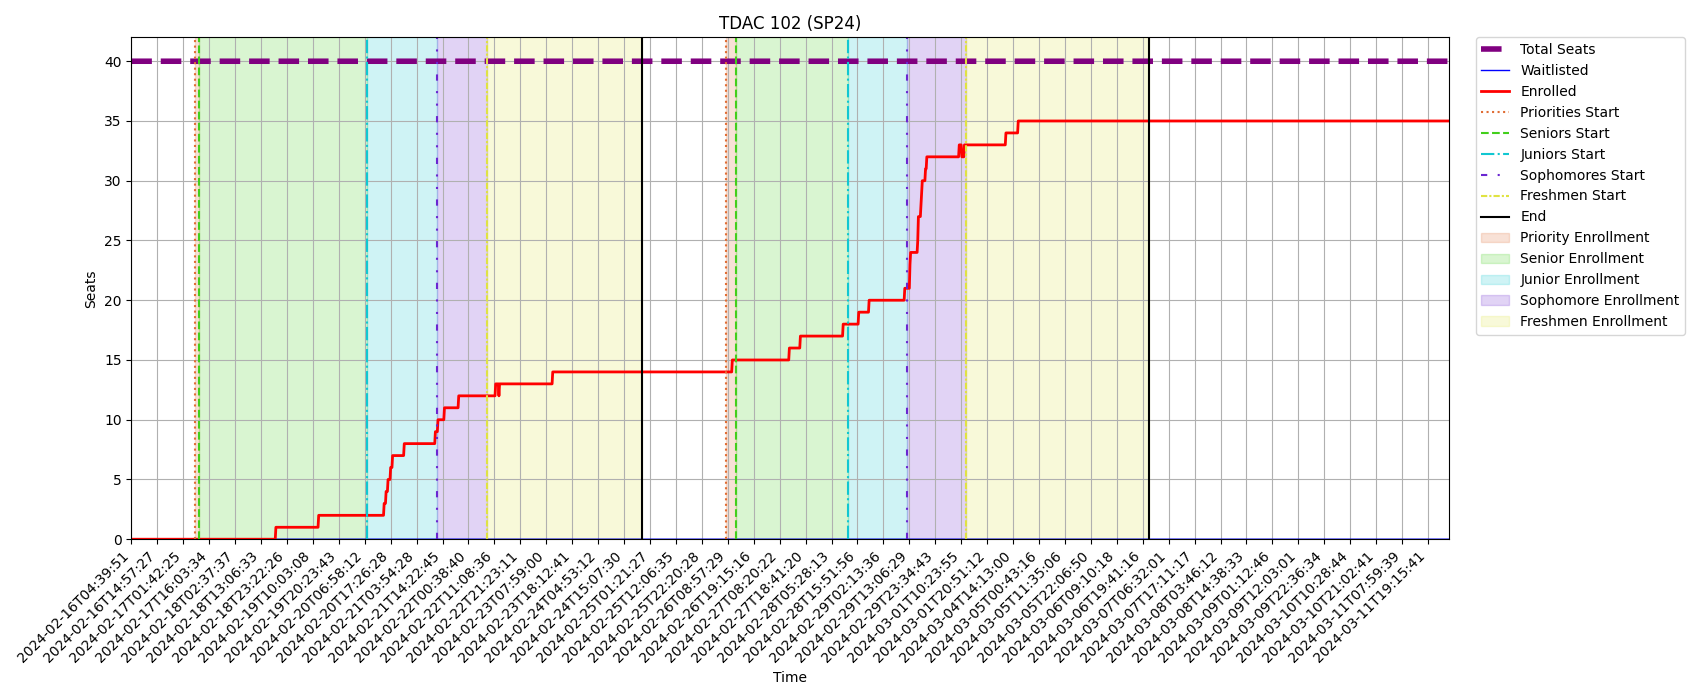 TDAC 102 (SP24)
Seats
40
35
30
25
20
15
10
5
0
2024-02-16T04:39:51
2024-02-16T14:57:27
2024-02-17T01:42:25
2024-02-17T16:03:34
2024-02-18T02:37:37
2024-02-18T13:06:33
2024-02-18T23:22:26
2024-02-19T10:03:08
2024-02-19T20:23:43
2024-02-20T06:58:12
2024-02-20T17:26:28
2024-02-21T03:54:28
2024-02-21T14:22:45
2024-02-22T00:38:40
2024-02-22T11:08:36
2024-02-22T21:23:11
2024-02-23T07:59:00
2024-02-23T18:12:41
2024-02-24T04:53:12
2024-02-24T15:07:30
2024-02-25T01:21:27
2024-02-25T12:06:35
2024-02-25T22:20:28
2024-02-26T08:57:29
2024-02-26T19:15:16
2024-02-27T08:20:22
2024-02-27T18:41:20
2024-02-28T05:28:13
2024-02-28T15:51:56
2024-02-29T02:13:36
2024-02-29T13:06:29
2024-02-29T23:34:43
2024-03-01T10:23:55
2024-03-01T20:51:12
2024-03-04T14:13:00
2024-03-05T00:43:16
2024-03-05T11:35:06
2024-03-05T22:06:50
2024-03-06T09:10:18
2024-03-06T19:41:16
2024-03-07T06:32:01
2024-03-07T17:11:17
2024-03-08T03:46:12
2024-03-08T14:38:33
2024-03-09T01:12:46
2024-03-09T12:03:01
2024-03-09T22:36:34
2024-03-10T10:28:44
2024-03-10T21:02:41
2024-03-11T07:59:39
2024-03-11T19:15:41
Time
Total Seats
Waitlisted
Enrolled
Priorities Start
Seniors Start
Juniors Start
Sophomores Start
Freshmen Start
End
Priority Enrollment
Senior Enrollment
Junior Enrollment
Sophomore Enrollment
Freshmen Enrollment